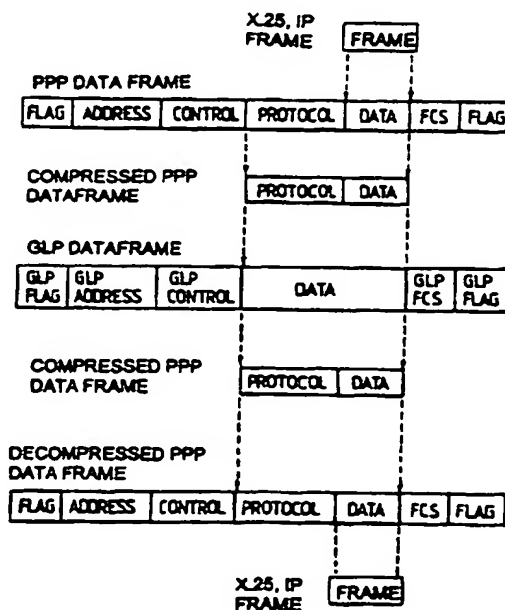 X.25, IP
FRAME
FRAME
PPP DATA FRAME
FLAG ADDRESS CONTROL PROTOCOL DATA FCS FLAG
COMPRESSED PPP
DATAFRAME
PROTOCOL DATA
GLP DATAFRAME
GLP FLAG GLP ADDRESS GLP CONTROL DATA GLP FCS GLP FLAG
COMPRESSED PPP
DATA FRAME
PROTOCOL DATA
DECOMPRESSED PPP
DATA FRAME
FLAG ADDRESS CONTROL PROTOCOL DATA FCS FLAG
X.25, IP
FRAME
FRAME